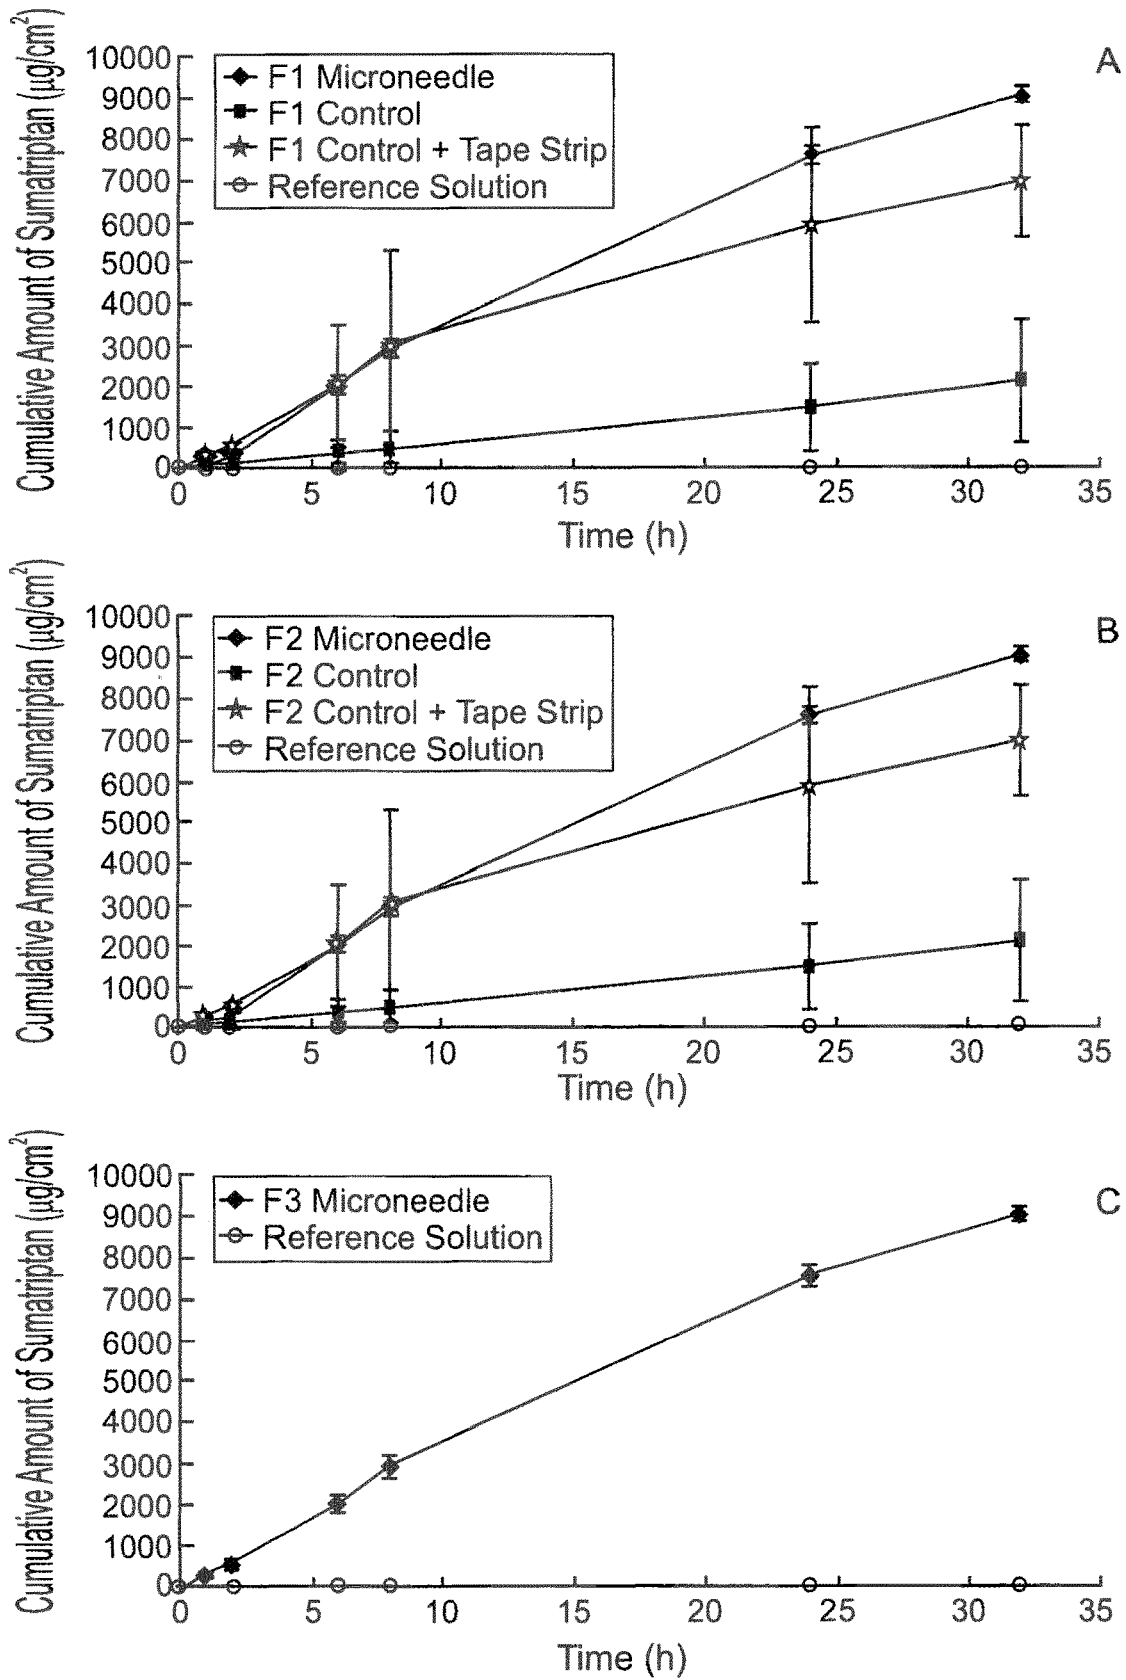 Cumulative Amount of Sumatriptan (µg/cm²)
A
10000
9000
8000
7000
6000
5000
4000
3000
2000
1000
0
F1 Microneedle
F1 Control
F1 Control + Tape Strip
Reference Solution
0 5 10 15 20 25 30 35
Time (h)
Cumulative Amount of Sumatriptan (µg/cm²)
B
10000
9000
8000
7000
6000
5000
4000
3000
2000
1000
0
F2 Microneedle
F2 Control
F2 Control + Tape Strip
Reference Solution
0 5 10 15 20 25 30 35
Time (h)
Cumulative Amount of Sumatriptan (µg/cm²)
C
10000
9000
8000
7000
6000
5000
4000
3000
2000
1000
0
F3 Microneedle
Reference Solution
0 5 10 15 20 25 30 35
Time (h)